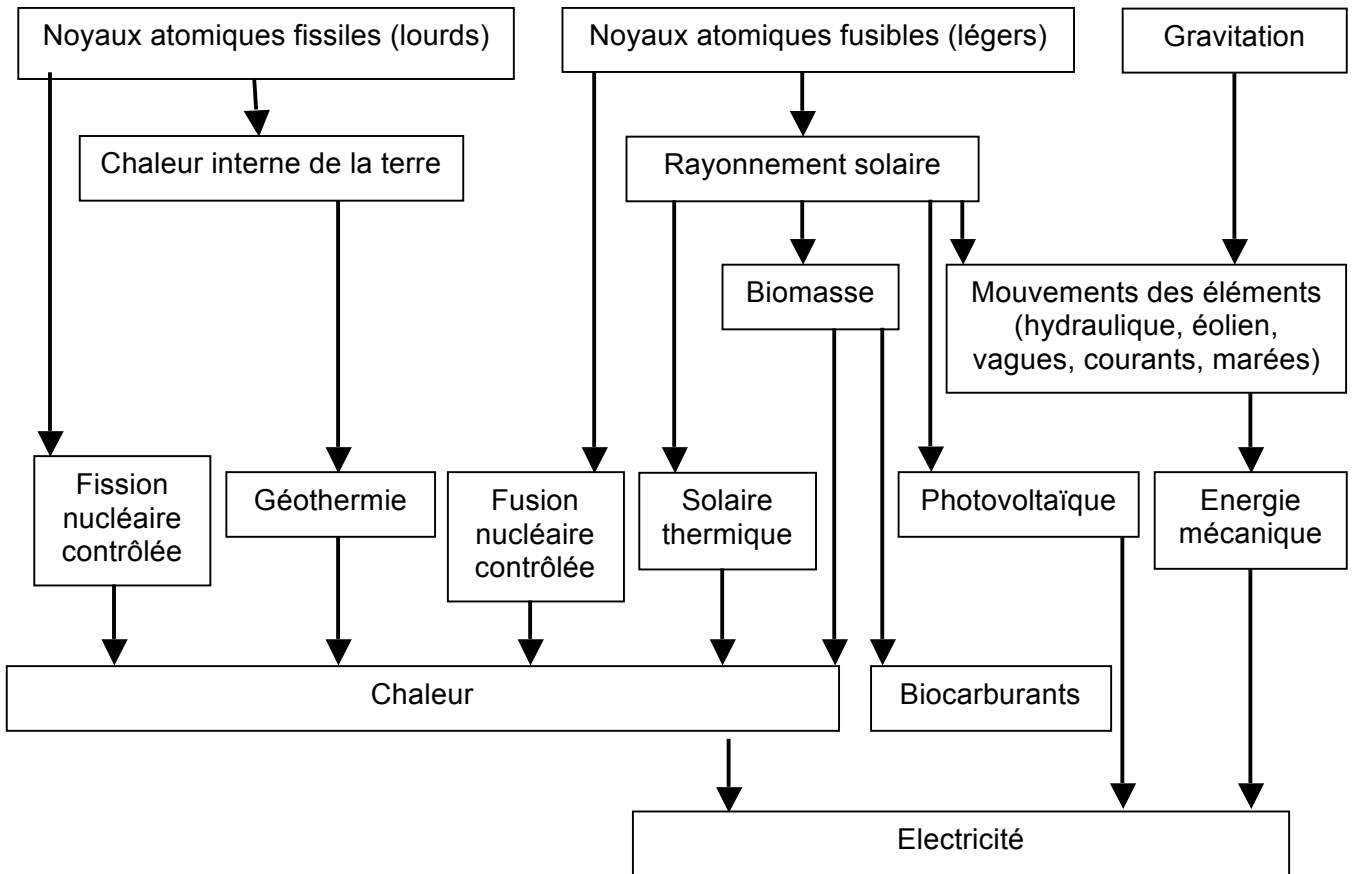 Noyaux atomiques fissiles (lourds)
Noyaux atomiques fusibles (légers)
Gravitation
Chaleur interne de la terre
Rayonnement solaire
Biomasse
Mouvements des éléments
(hydraulique, éolien,
vagues, courants, marées)
Fission
nucléaire
contrôlée
Géothermie
Fusion
nucléaire
contrôlée
Solaire
thermique
Photovoltaïque
Energie
mécanique
Chaleur
Biocarburants
Electricité